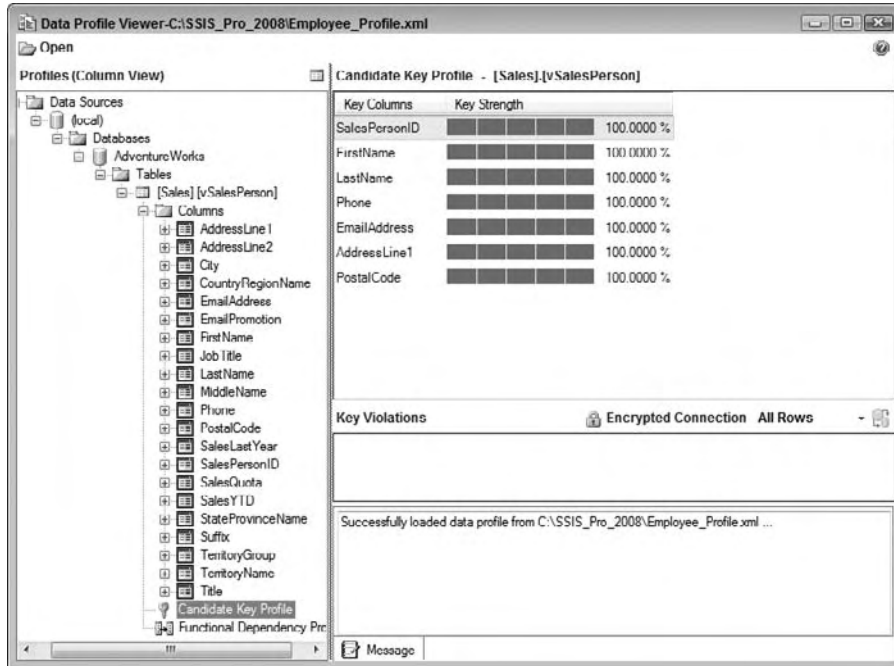 Data Profile Viewer-C:\SSIS_Pro_2008\Employee_Profile.xml
Open
Profiles (Column View)
Data Sources
(local)
Databases
AdventureWorks
Tables
[Sales].[vSalesPerson]
Columns
AddressLine1
AddressLine2
City
CountryRegionName
EmailAddress
EmailPromotion
FirstName
JobTitle
LastName
MiddleName
Phone
PostalCode
SalesLastYear
SalesPersonID
SalesQuota
SalesYTD
StateProvinceName
Suffix
TerritoryGroup
TerritoryName
Title
Candidate Key Profile
Functional Dependency Pro
Candidate Key Profile - [Sales].[vSalesPerson]
Key Columns Key Strength
SalesPersonID 100.0000 %
FirstName 100.0000 %
LastName 100.0000 %
Phone 100.0000 %
EmailAddress 100.0000 %
AddressLine1 100.0000 %
PostalCode 100.0000 %
Key Violations Encrypted Connection All Rows
Successfully loaded data profile from C:\SSIS_Pro_2008\Employee_Profile.xml ...
Message